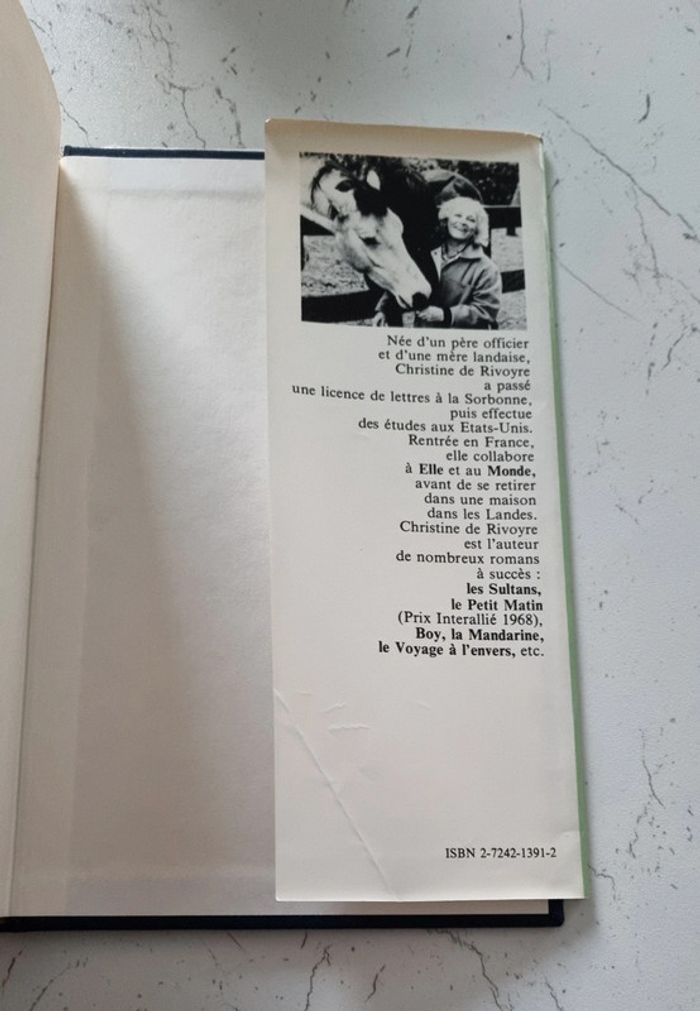 Née d'un père officier
et d'une mère landaise,
Christine de Rivoyre
a passé
une licence de lettres à la Sorbonne,
puis effectue
des études aux Etats-Unis.
Rentrée en France,
elle collabore
à Elle et au Monde,
avant de se retirer
dans une maison
dans les Landes.
Christine de Rivoyre
est l'auteur
de nombreux romans
à succès :
les Sultans,
le Petit Matin
(Prix Interallié 1968),
Boy, la Mandarine,
le Voyage à l'envers, etc.
ISBN 2-7242-1391-2